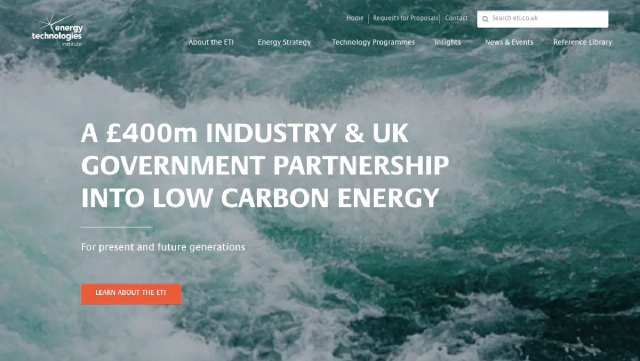 Home
Requests for Proposals
Contact
Search eti.co.uk
energy
technologies
institute
About the ETI
Energy Strategy
Technology Programmes
Insights
News & Events
Reference Library
A £400m INDUSTRY & UK
GOVERNMENT PARTNERSHIP
INTO LOW CARBON ENERGY
For present and future generations
LEARN ABOUT THE ETI